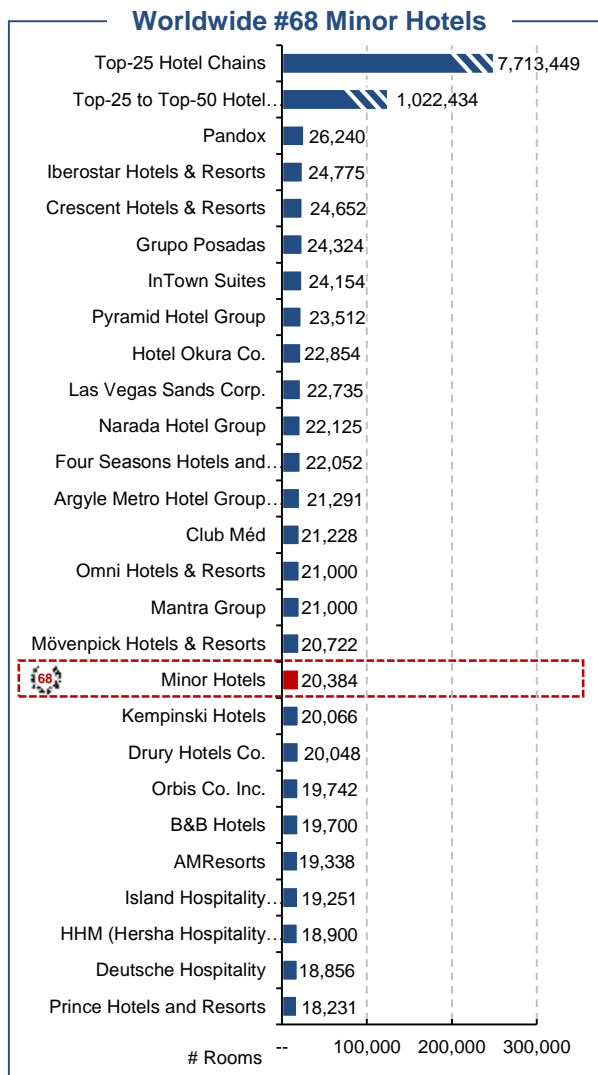 Worldwide #68 Minor Hotels
Top-25 Hotel Chains 7,713,449
Top-25 to Top-50 Hotel… 1,022,434
Pandox 26,240
Iberostar Hotels & Resorts 24,775
Crescent Hotels & Resorts 24,652
Grupo Posadas 24,324
InTown Suites 24,154
Pyramid Hotel Group 23,512
Hotel Okura Co. 22,854
Las Vegas Sands Corp. 22,735
Narada Hotel Group 22,125
Four Seasons Hotels and… 22,052
Argyle Metro Hotel Group… 21,291
Club Méd 21,228
Omni Hotels & Resorts 21,000
Mantra Group 21,000
Mövenpick Hotels & Resorts 20,722
68 Minor Hotels 20,384
Kempinski Hotels 20,066
Drury Hotels Co. 20,048
Orbis Co. Inc. 19,742
B&B Hotels 19,700
AMResorts 19,338
Island Hospitality… 19,251
HHM (Hersha Hospitality… 18,900
Deutsche Hospitality 18,856
Prince Hotels and Resorts 18,231
# Rooms -- 100,000 200,000 300,000